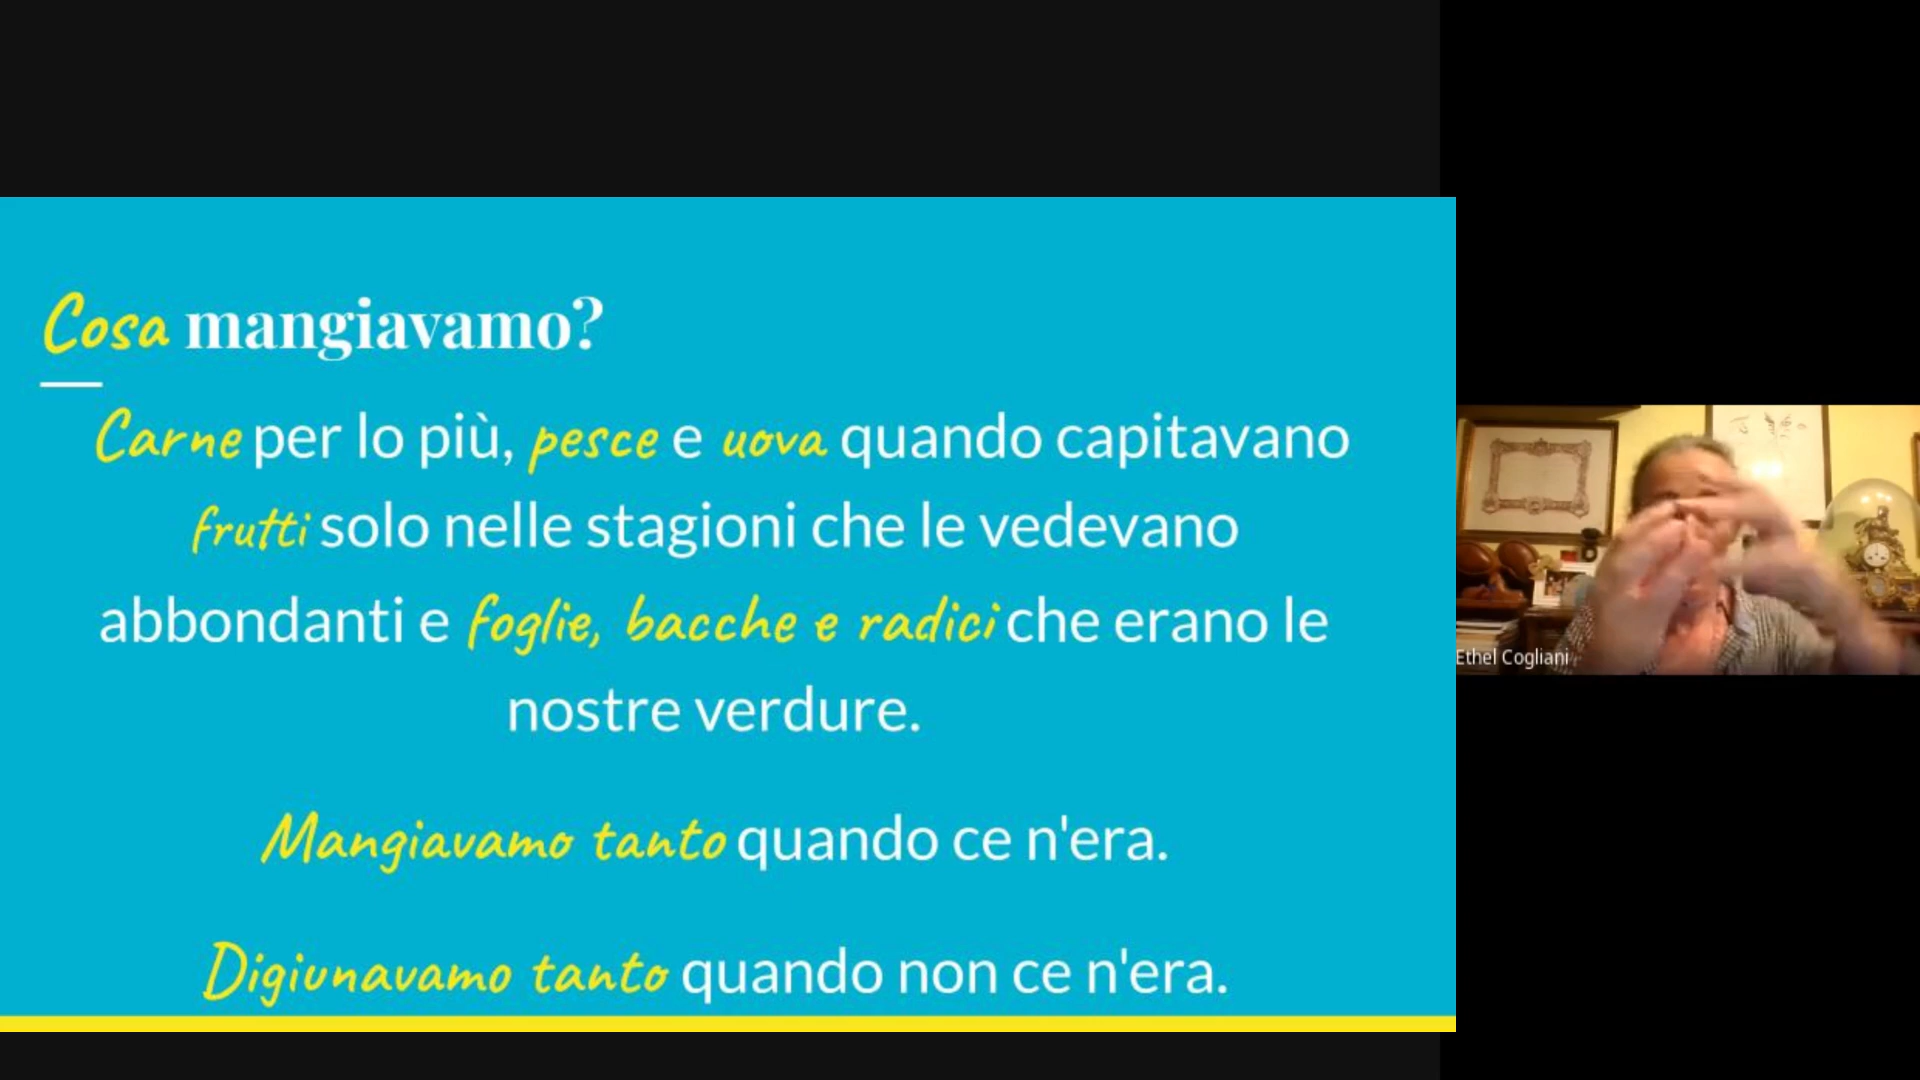 Cosa mangiavamo?
Carne per lo più, pesce e uova quando capitavano
frutti solo nelle stagioni che le vedevano
abbondanti e foglie, bacche e radici che erano le
nostre verdure.
Mangiavamo tanto quando ce n'era.
Digiunavamo tanto quando non ce n'era.
Ethel Cogliani